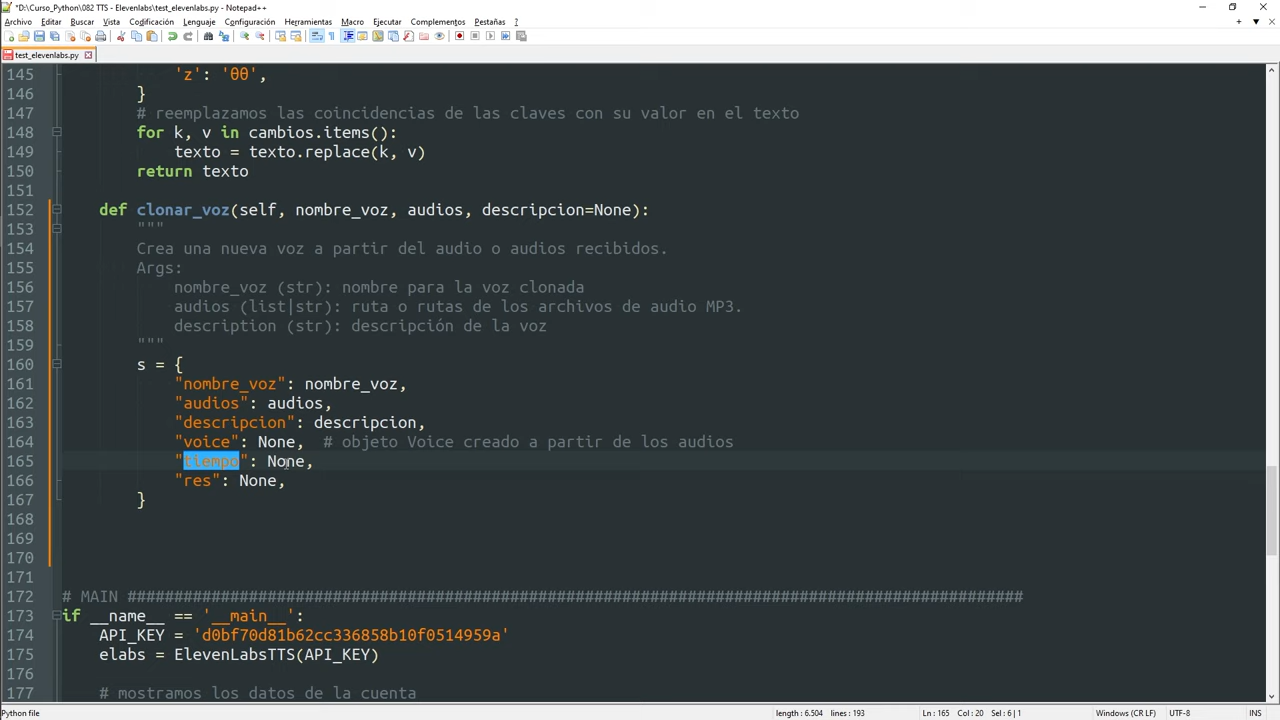 *D:\Curso_Python\082 TTS - Elevenlabs\test_elevenlabs.py - Notepad++
Archivo Editar Buscar Vista Codificación Lenguaje Configuración Herramientas Macro Ejecutar Complementos Pestañas ?
test_elevenlabs.py
145 'z': 'θθ',
146 }
147 # reemplazamos las coincidencias de las claves con su valor en el texto
148 for k, v in cambios.items():
149 texto = texto.replace(k, v)
150 return texto
151
152 def clonar_voz(self, nombre_voz, audios, descripcion=None):
153 """
154 Crea una nueva voz a partir del audio o audios recibidos.
155 Args:
156 nombre_voz (str): nombre para la voz clonada
157 audios (list|str): ruta o rutas de los archivos de audio MP3.
158 description (str): descripción de la voz
159 """
160 s = {
161 "nombre_voz": nombre_voz,
162 "audios": audios,
163 "descripcion": descripcion,
164 "voice": None, # objeto Voice creado a partir de los audios
165 "tiempo": None,
166 "res": None,
167 }
168
169
170
171
172 # MAIN ################################################################################################
173 if __name__ == '__main__':
174 API_KEY = 'd0bf70d81b62cc336858b10f0514959a'
175 elabs = ElevenLabsTTS(API_KEY)
176
177 # mostramos los datos de la cuenta
Python file length : 6.504 lines : 193 Ln : 165 Col : 20 Sel : 6 | 1 Windows (CR LF) UTF-8 INS